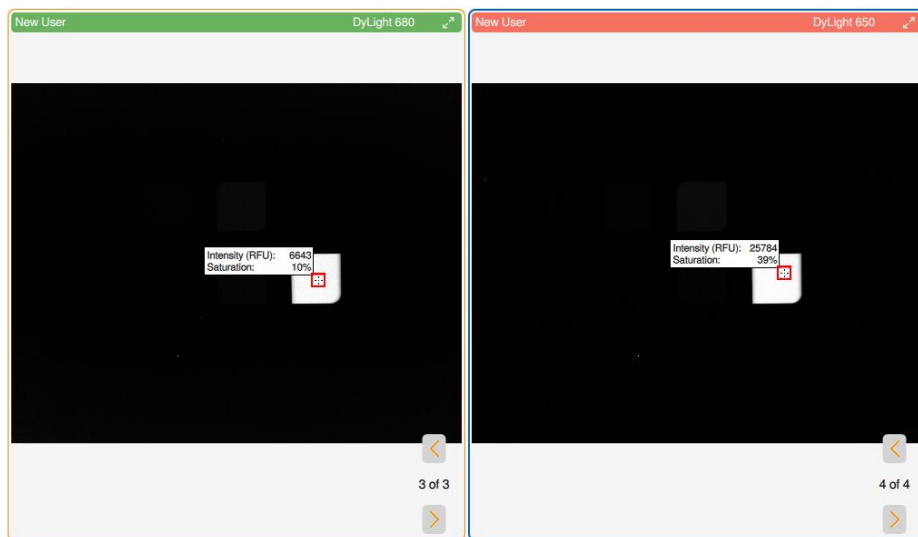 New User DyLight 680
Intensity (RFU): 6643
Saturation: 10%
3 of 3
New User DyLight 650
Intensity (RFU): 25784
Saturation: 39%
4 of 4